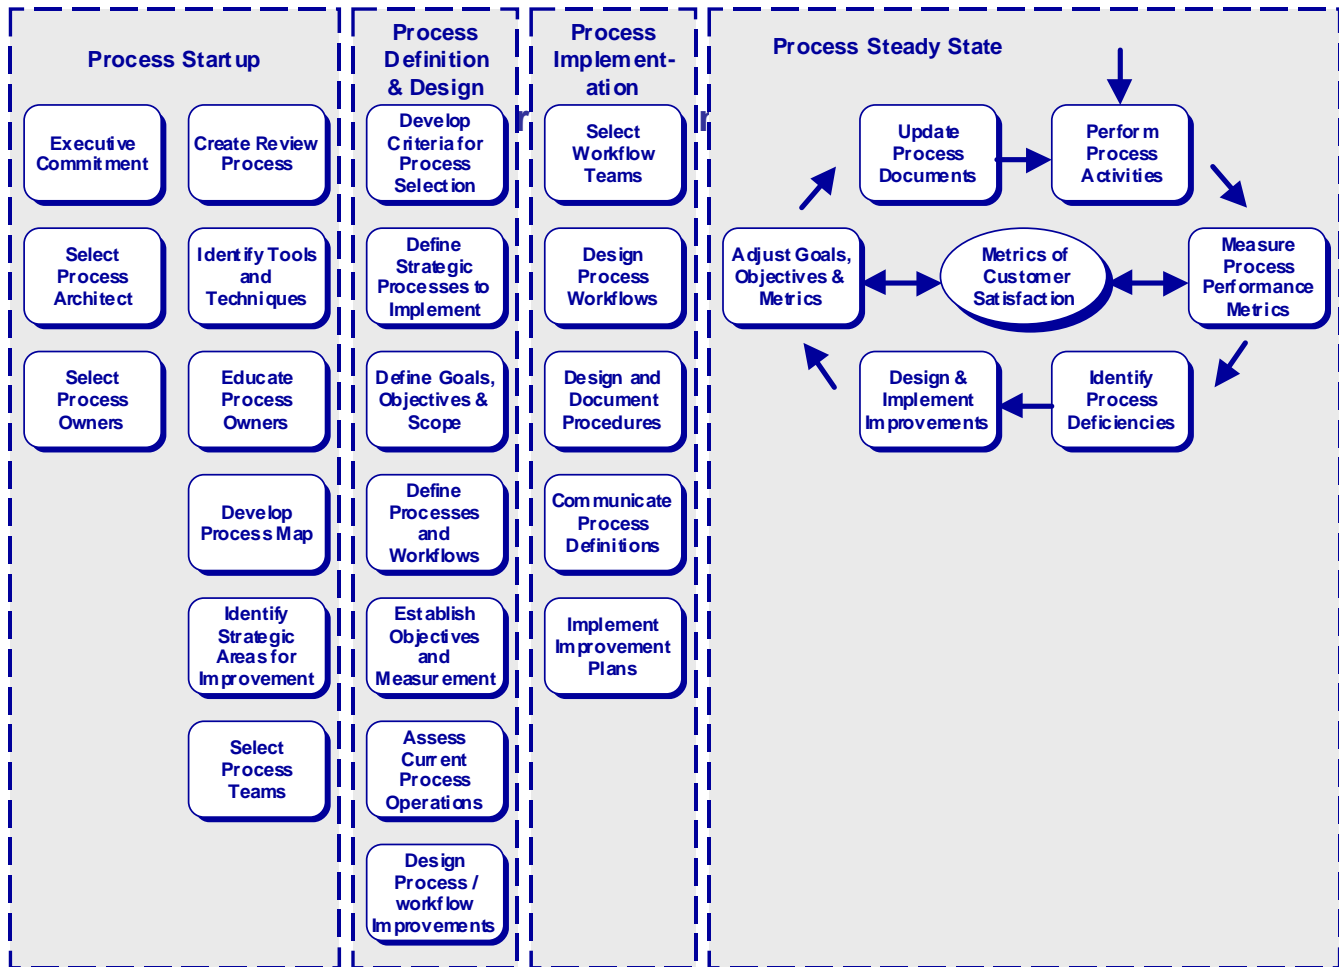 Process Startup
Executive
Commitment
Select
Process
Architect
Select
Process
Owners
Create Review
Process
Identify Tools
and
Techniques
Educate
Process
Owners
Develop
Process Map
Identify
Strategic
Areas for
Improvement
Select
Process
Teams
Process
Definition
& Design
Develop
Criteria for
Process
Selection
Define
Strategic
Processes to
Implement
Define Goals,
Objectives &
Scope
Define
Processes
and
Workflows
Establish
Objectives
and
Measurement
Assess
Current
Process
Operations
Design
Process /
workflow
Improvements
Process
Implement-
ation
Select
Workflow
Teams
Design
Process
Workflows
Design and
Document
Procedures
Communicate
Process
Definitions
Implement
Improvement
Plans
Process Steady State
Update
Process
Documents
Perform
Process
Activities
Adjust Goals,
Objectives &
Metrics
Metrics of
Customer
Satisfaction
Measure
Process
Performance
Metrics
Design &
Implement
Improvements
Identify
Process
Deficiencies